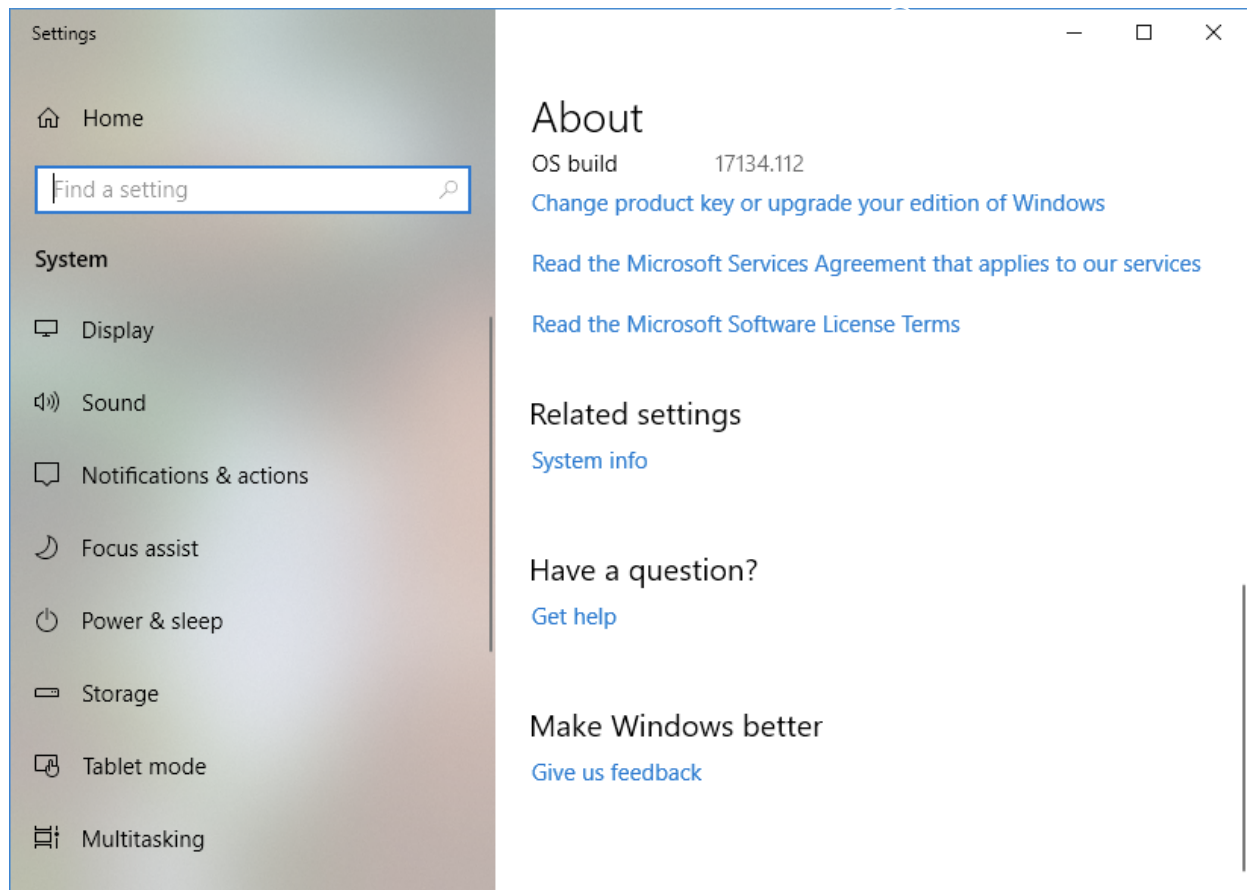 Settings
Home
Find a setting
System
Display
Sound
Notifications & actions
Focus assist
Power & sleep
Storage
Tablet mode
Multitasking
About
OS build 17134.112
Change product key or upgrade your edition of Windows
Read the Microsoft Services Agreement that applies to our services
Read the Microsoft Software License Terms
Related settings
System info
Have a question?
Get help
Make Windows better
Give us feedback